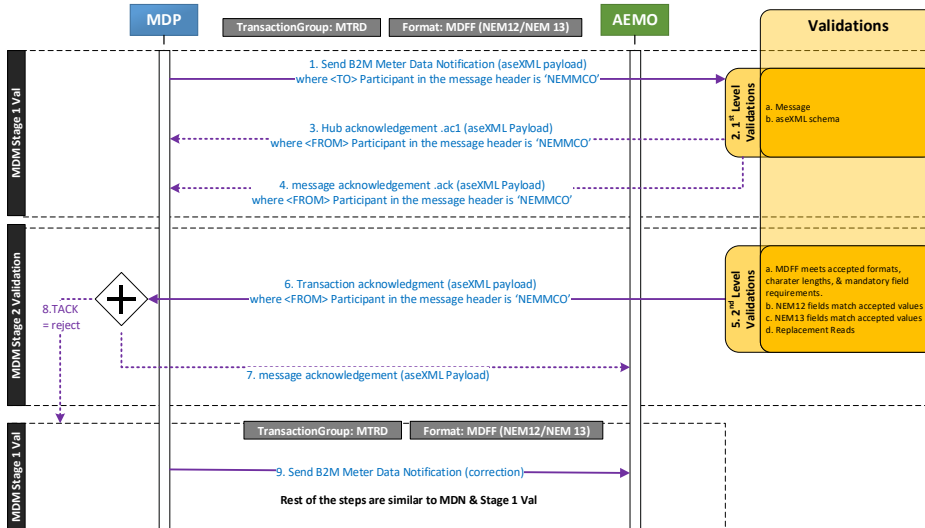 MDP
TransactionGroup: MTRD
Format: MDFF (NEM12/NEM 13)
AEMO
Validations
MDM Stage 1 Val
1. Send B2M Meter Data Notification (aseXML payload)
where <TO> Participant in the message header is ‘NEMMCO’
2. 1st Level
Validations
a. Message
b. aseXML schema
3. Hub acknowledgement .ac1 (aseXML Payload)
where <FROM> Participant in the message header is ‘NEMMCO’
4. message acknowledgement .ack (aseXML Payload)
where <FROM> Participant in the message header is ‘NEMMCO’
MDM Stage 2 Validation
5. 2nd Level
Validations
a. MDFF meets accepted formats,
charater lengths, & mandatory field
requirements.
b. NEM12 fields match accepted values
c. NEM13 fields match accepted values
d. Replacement Reads
6. Transaction acknowledgment (aseXML payload)
where <FROM> Participant in the message header is ‘NEMMCO’
8.TACK
= reject
7. message acknowledgement (aseXML Payload)
MDM Stage 1 Val
TransactionGroup: MTRD
Format: MDFF (NEM12/NEM 13)
9. Send B2M Meter Data Notification (correction)
Rest of the steps are similar to MDN & Stage 1 Val